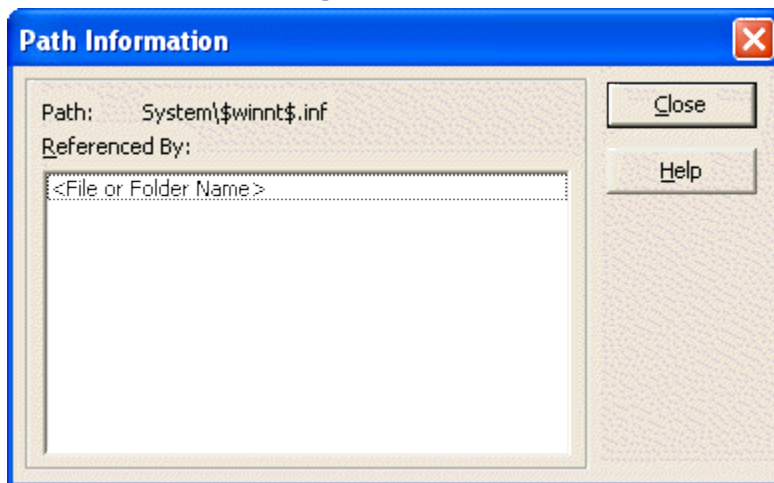 Path Information
Path: System\$winnt$.inf
Referenced By:
<File or Folder Name>
Close
Help